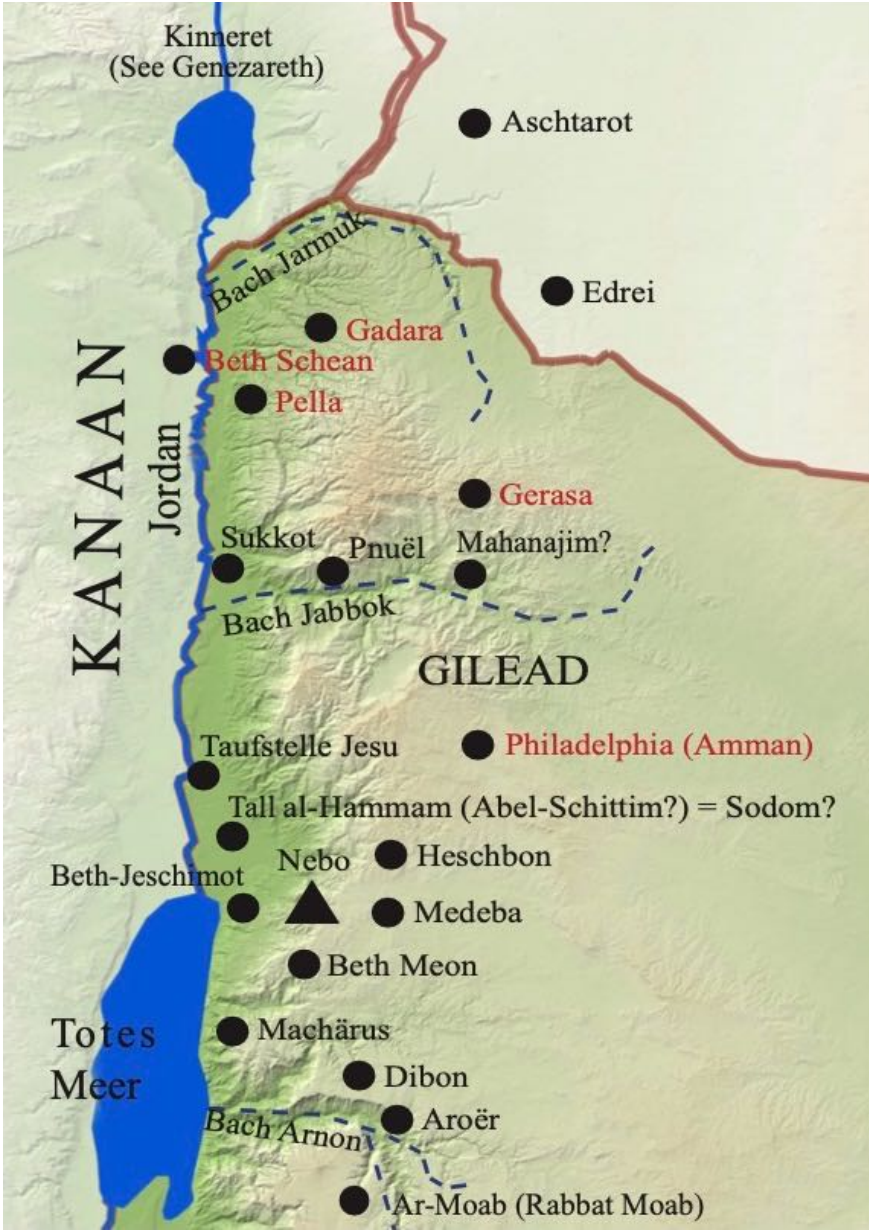 Kinneret
(See Genezareth)
Aschtarot
Bach Jarmuk
Edrei
Gadara
Beth Schean
Pella
KANAAN
Jordan
Gerasa
Sukkot
Pnuël
Mahanajim?
Bach Jabbok
GILEAD
Philadelphia (Amman)
Taufstelle Jesu
Tall al-Hammam (Abel-Schittim?) = Sodom?
Nebo
Heschbon
Beth-Jeschimot
Medeba
Beth Meon
Totes
Meer
Machärus
Dibon
Aroër
Bach Arnon
Ar-Moab (Rabbat Moab)